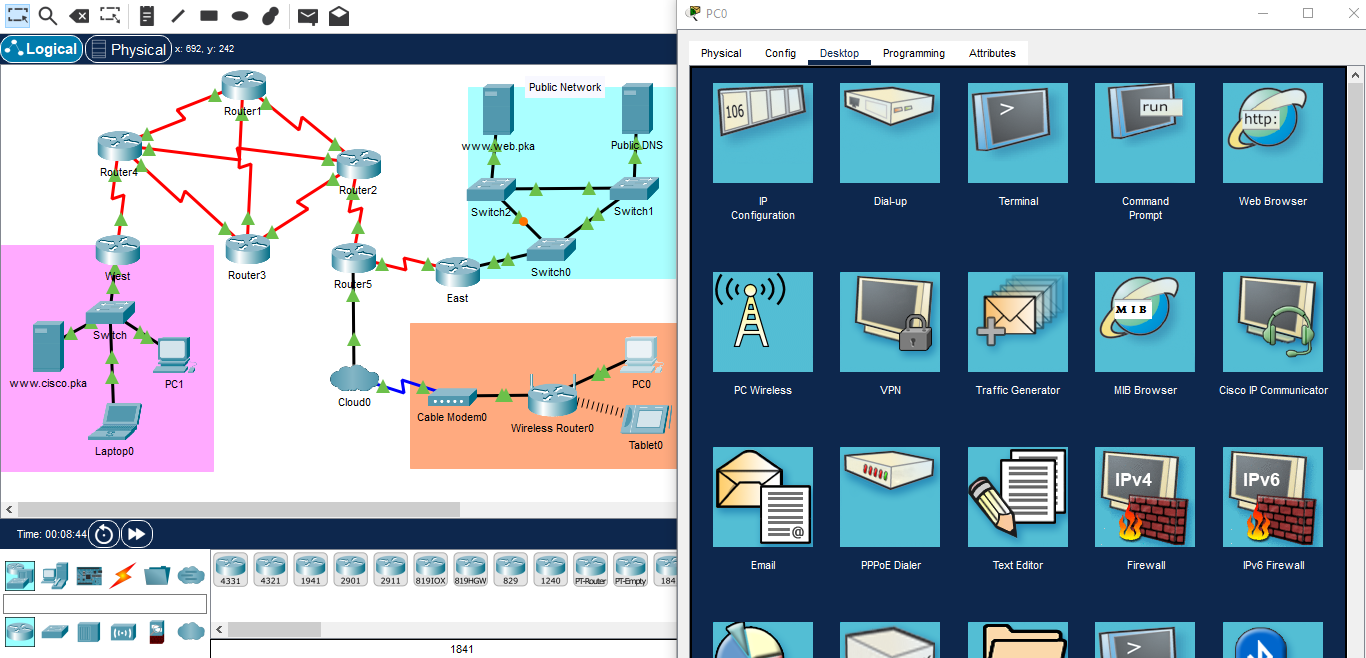 PC0
Logical
Physical
x: 692, y: 242
Physical
Config
Desktop
Programming
Attributes
Public Network
Router1
www.web.pka
Public DNS
Router4
Router2
Switch2
Switch1
West
Router3
Router5
East
Switch0
Switch
www.cisco.pka
PC1
Laptop0
Cloud0
Cable Modem0
Wireless Router0
PC0
Tablet0
106
>
run
http:
IP
Configuration
Dial-up
Terminal
Command
Prompt
Web Browser
MIB
PC Wireless
VPN
Traffic Generator
MIB Browser
Cisco IP Communicator
@
IPv4
IPv6
Email
PPPoE Dialer
Text Editor
Firewall
IPv6 Firewall
>
Time: 00:08:44
4331
4321
1941
2901
2911
819IOX
819HGW
829
1240
PT-Router
PT-Empty
184
1841